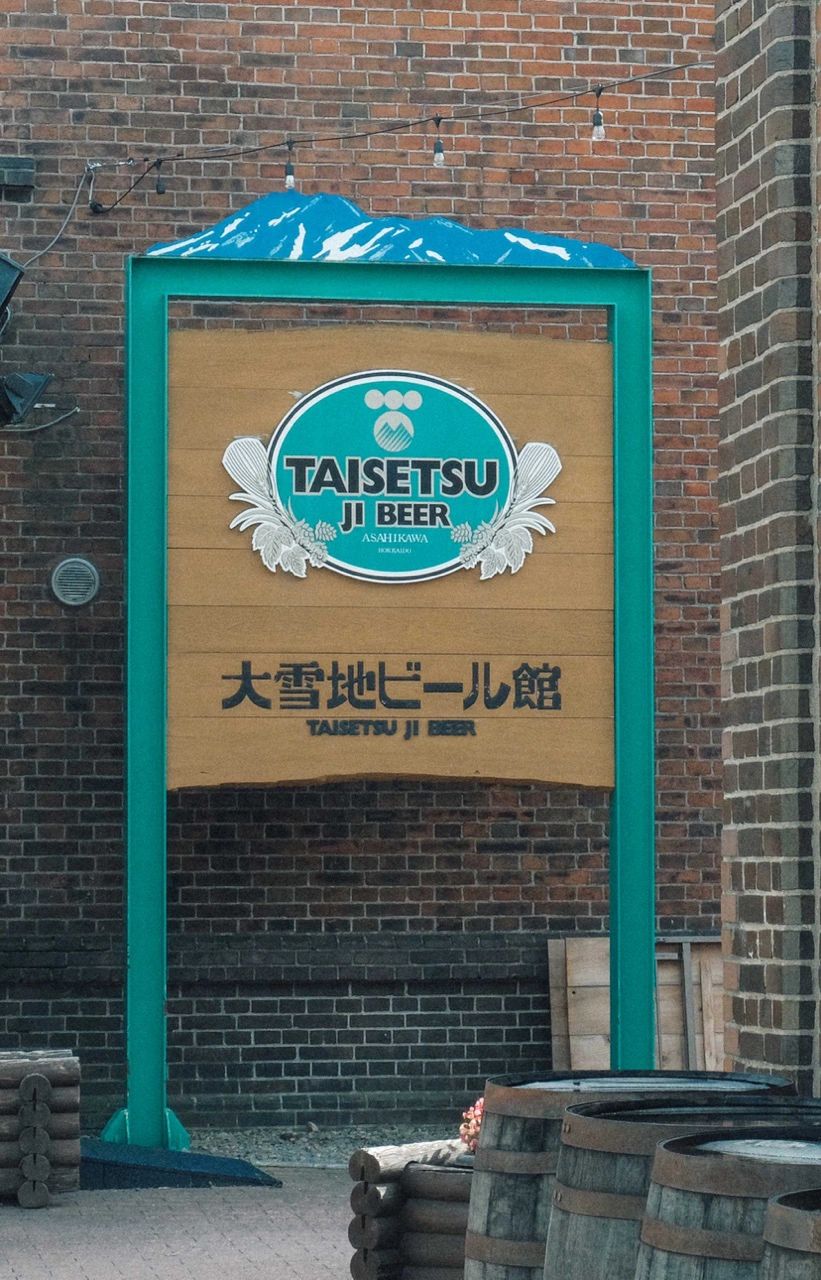 TAISETSU
JI BEER
ASAHIKAWA
HOKKAIDO
大雪地ビール館
TAISETSU JI BEER